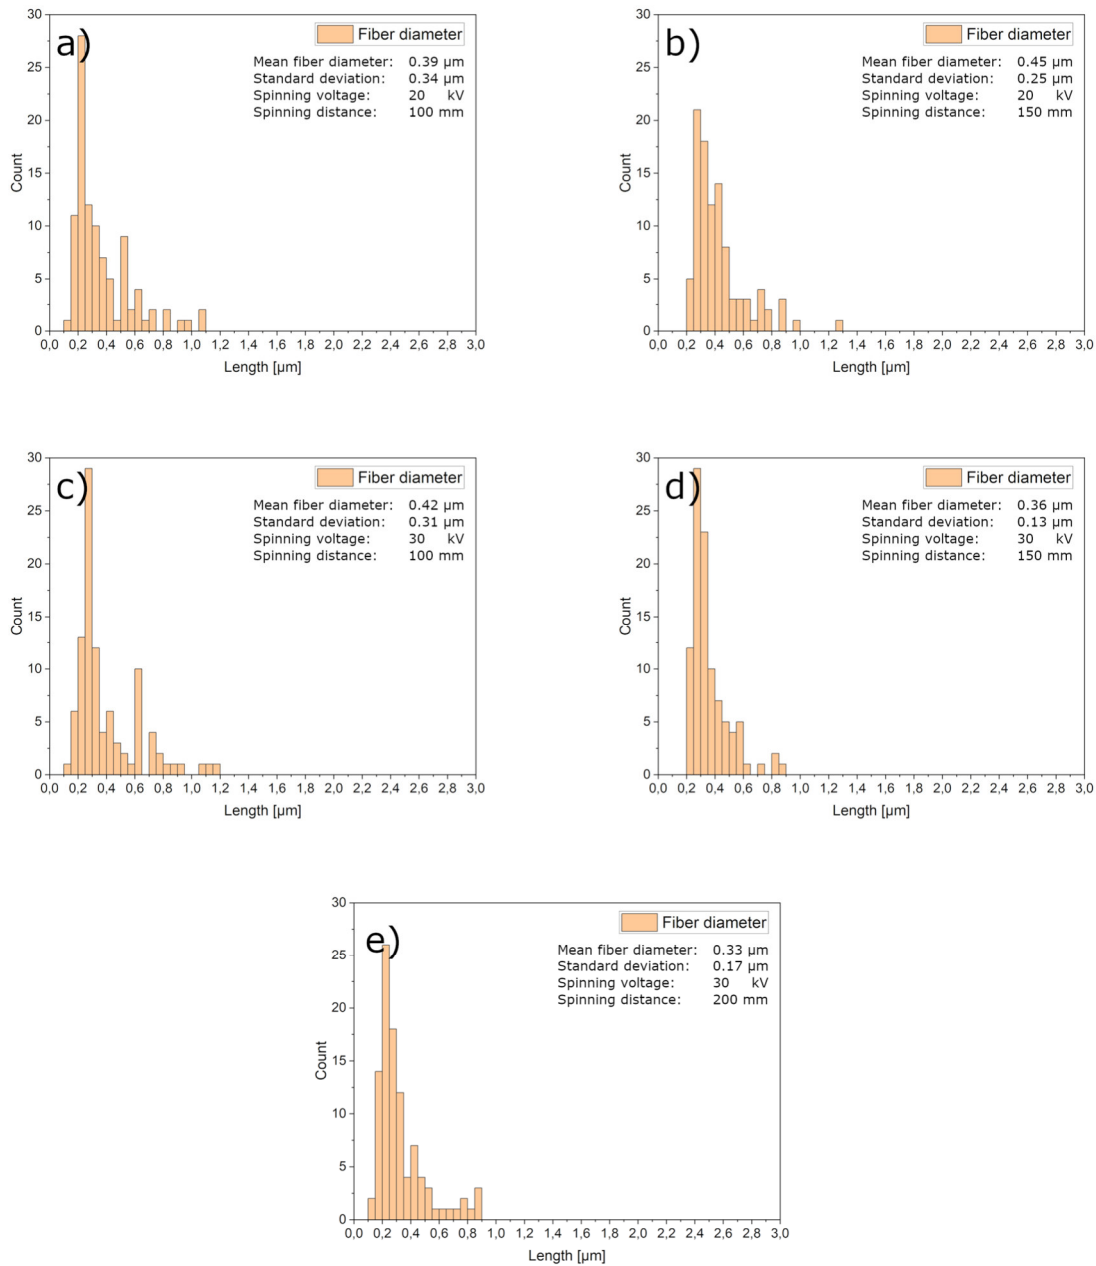 a)
Fiber diameter
Mean fiber diameter: 0.39 µm
Standard deviation: 0.34 µm
Spinning voltage: 20 kV
Spinning distance: 100 mm
30
25
20
15
10
5
0
Count
0,0 0,2 0,4 0,6 0,8 1,0 1,2 1,4 1,6 1,8 2,0 2,2 2,4 2,6 2,8 3,0
Length [µm]
b)
Fiber diameter
Mean fiber diameter: 0.45 µm
Standard deviation: 0.25 µm
Spinning voltage: 20 kV
Spinning distance: 150 mm
30
25
20
15
10
5
0
Count
0,0 0,2 0,4 0,6 0,8 1,0 1,2 1,4 1,6 1,8 2,0 2,2 2,4 2,6 2,8 3,0
Length [µm]
c)
Fiber diameter
Mean fiber diameter: 0.42 µm
Standard deviation: 0.31 µm
Spinning voltage: 30 kV
Spinning distance: 100 mm
30
25
20
15
10
5
0
Count
0,0 0,2 0,4 0,6 0,8 1,0 1,2 1,4 1,6 1,8 2,0 2,2 2,4 2,6 2,8 3,0
Length [µm]
d)
Fiber diameter
Mean fiber diameter: 0.36 µm
Standard deviation: 0.13 µm
Spinning voltage: 30 kV
Spinning distance: 150 mm
30
25
20
15
10
5
0
Count
0,0 0,2 0,4 0,6 0,8 1,0 1,2 1,4 1,6 1,8 2,0 2,2 2,4 2,6 2,8 3,0
Length [µm]
e)
Fiber diameter
Mean fiber diameter: 0.33 µm
Standard deviation: 0.17 µm
Spinning voltage: 30 kV
Spinning distance: 200 mm
30
25
20
15
10
5
0
Count
0,0 0,2 0,4 0,6 0,8 1,0 1,2 1,4 1,6 1,8 2,0 2,2 2,4 2,6 2,8 3,0
Length [µm]